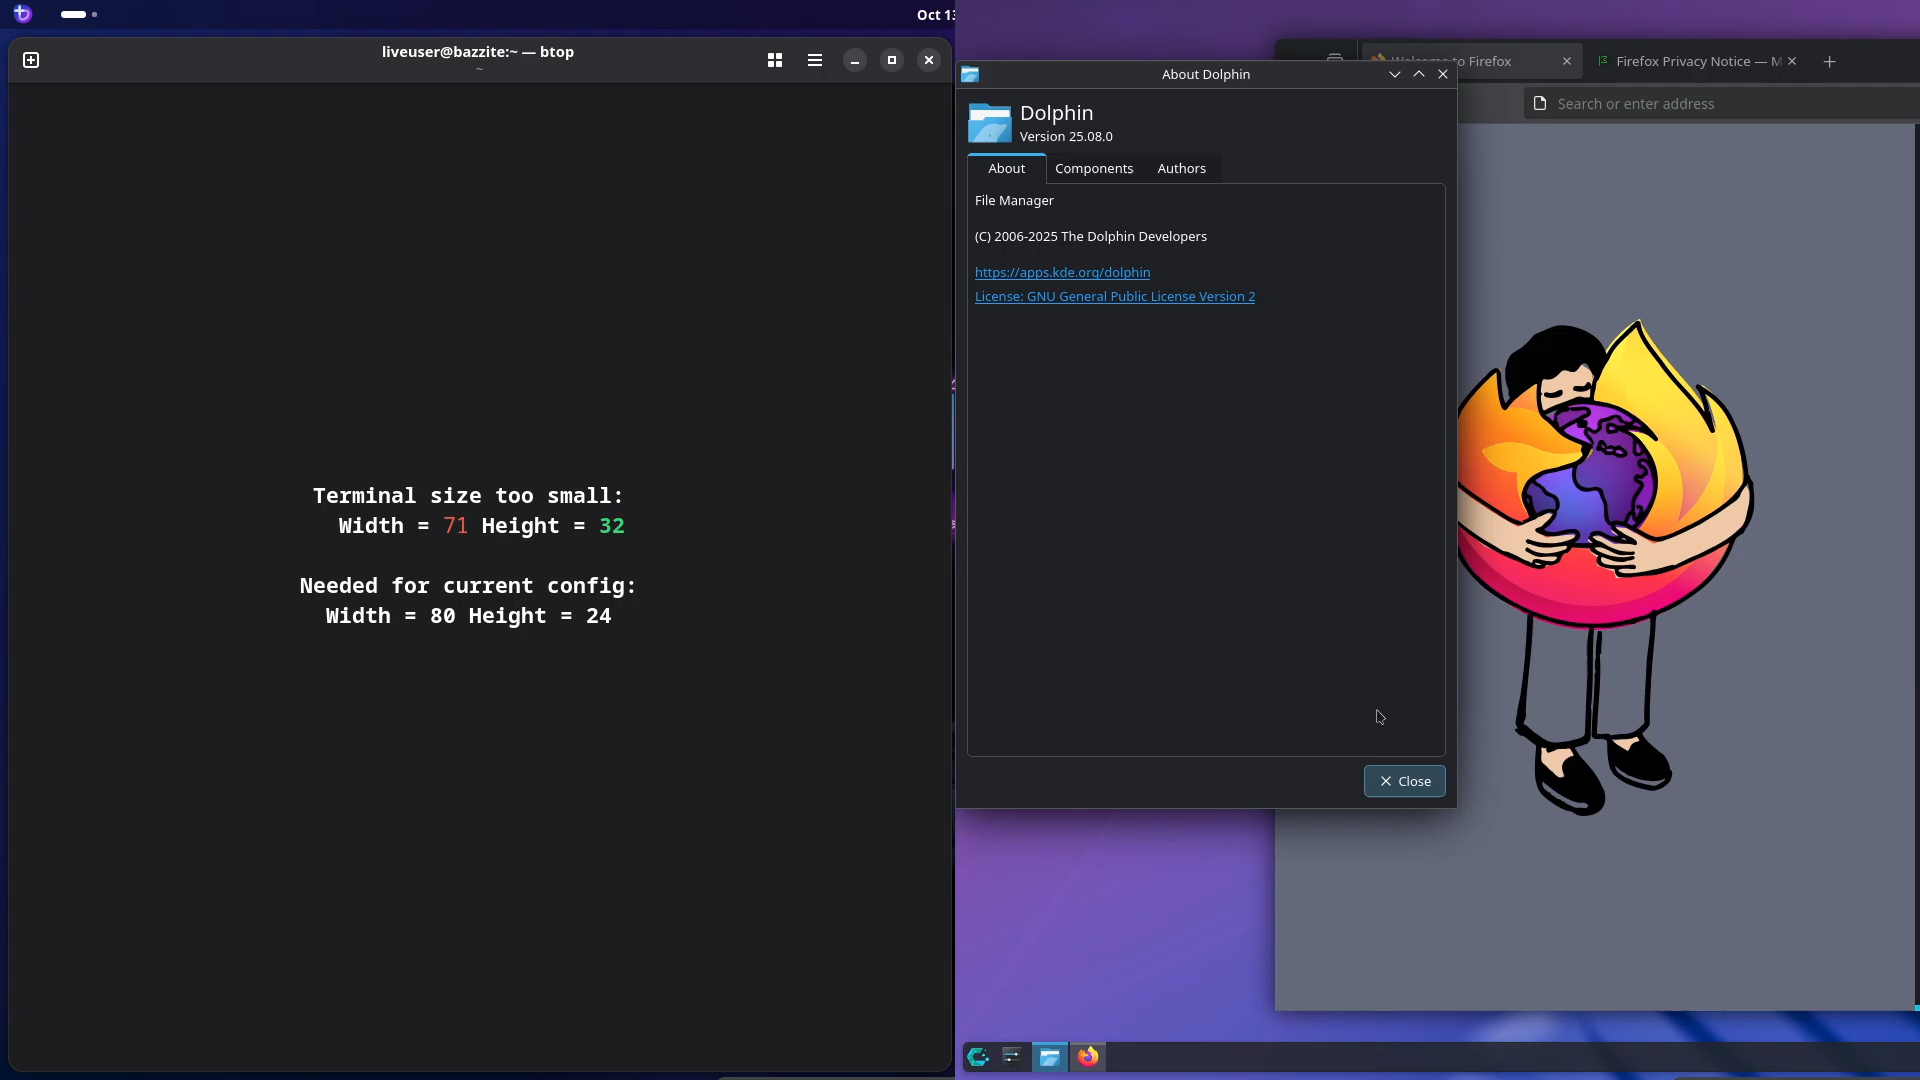 Oct 13
liveuser@bazzite:~ — btop
~
Terminal size too small:
Width = 71 Height = 32
Needed for current config:
Width = 80 Height = 24
About Dolphin
Dolphin
Version 25.08.0
About Components Authors
File Manager
(C) 2006-2025 The Dolphin Developers
https://apps.kde.org/dolphin
License: GNU General Public License Version 2
Close
to Firefox
Firefox Privacy Notice — M
Search or enter address